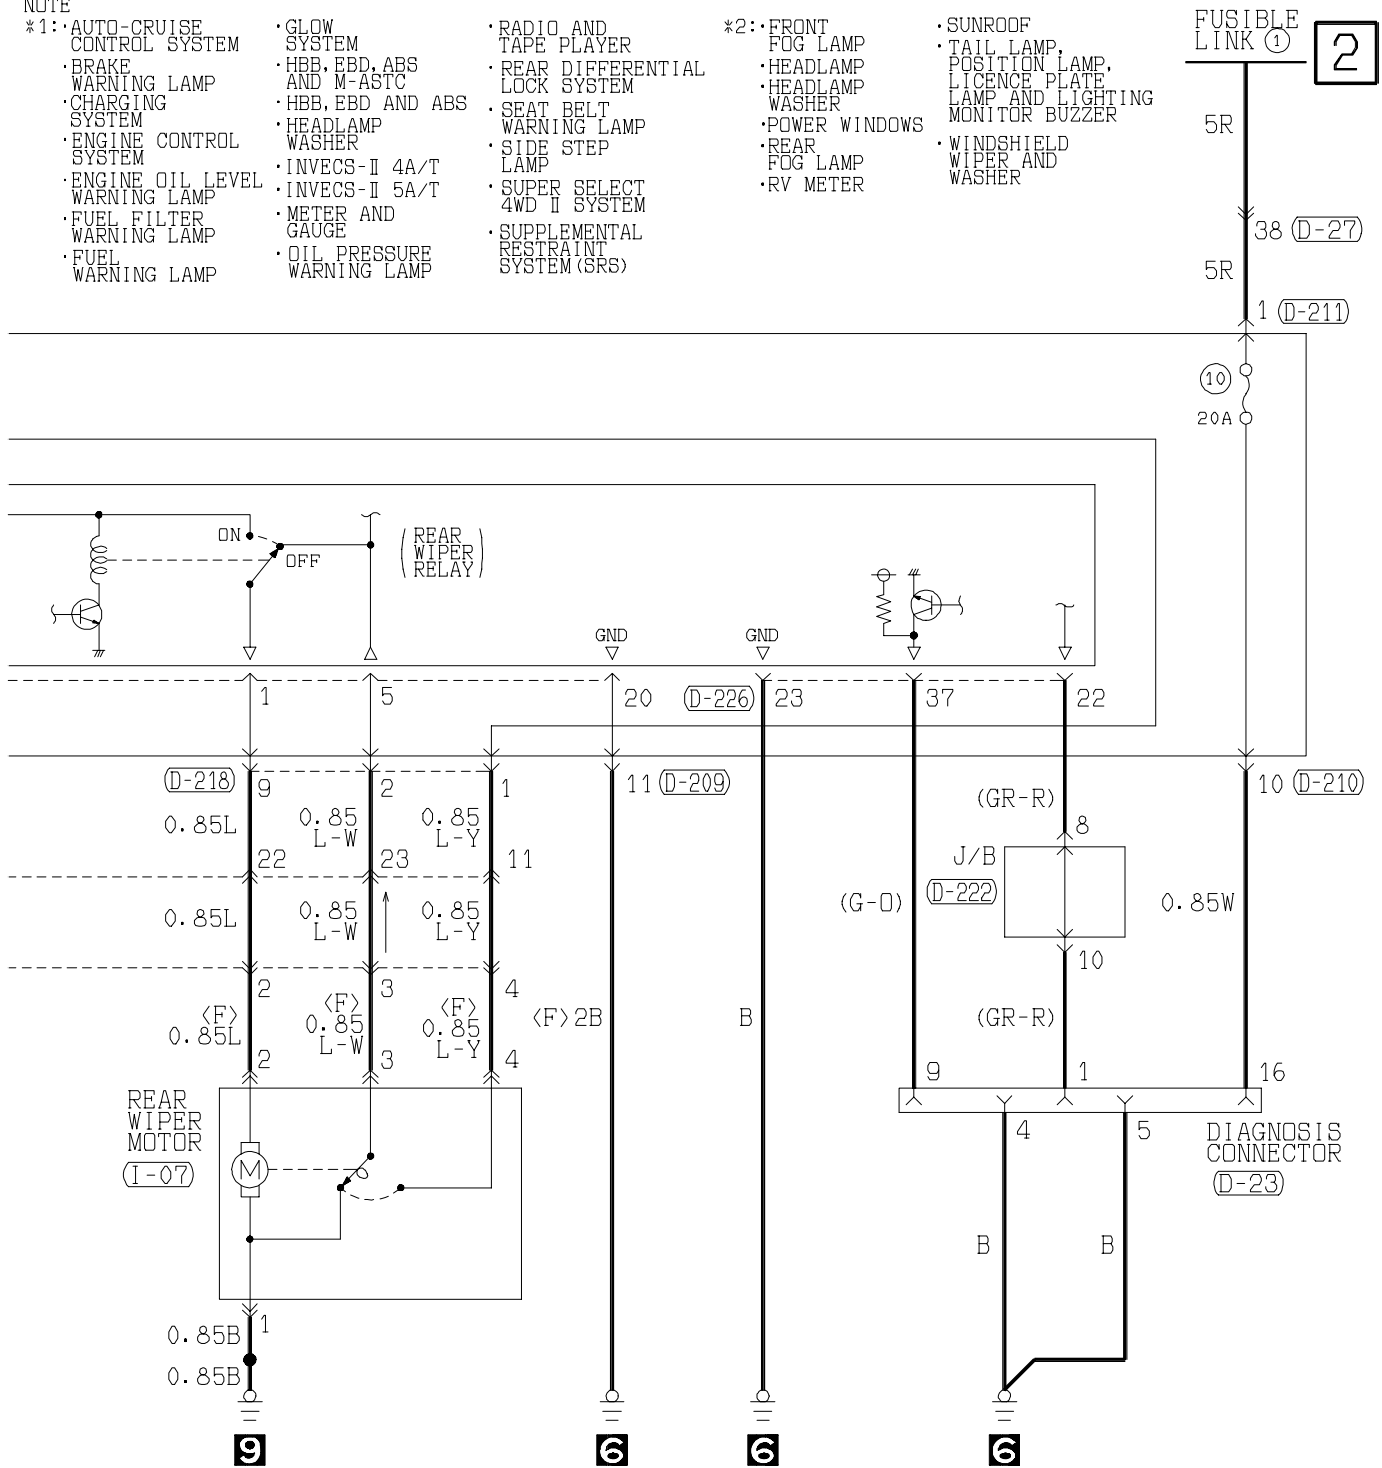 NOTE
*1:·AUTO-CRUISE
CONTROL SYSTEM
·BRAKE
WARNING LAMP
·CHARGING
SYSTEM
·ENGINE CONTROL
SYSTEM
·ENGINE OIL LEVEL
WARNING LAMP
·FUEL FILTER
WARNING LAMP
·FUEL
WARNING LAMP
·GLOW
SYSTEM
·HBB,EBD,ABS
AND M-ASTC
·HBB,EBD AND ABS
·HEADLAMP
WASHER
·INVECS-Ⅱ 4A/T
·INVECS-Ⅱ 5A/T
·METER AND
GAUGE
·OIL PRESSURE
WARNING LAMP
·RADIO AND
TAPE PLAYER
·REAR DIFFERENTIAL
LOCK SYSTEM
·SEAT BELT
WARNING LAMP
·SIDE STEP
LAMP
·SUPER SELECT
4WD Ⅱ SYSTEM
·SUPPLEMENTAL
RESTRAINT
SYSTEM(SRS)
*2:·FRONT
FOG LAMP
·HEADLAMP
·HEADLAMP
WASHER
·POWER WINDOWS
·REAR
FOG LAMP
·RV METER
·SUNROOF
·TAIL LAMP,
POSITION LAMP,
LICENCE PLATE
LAMP AND LIGHTING
MONITOR BUZZER
·WINDSHIELD
WIPER AND
WASHER
FUSIBLE
LINK ①
2
5R
38 (D-27)
5R
1 (D-211)
10
20A
ON
OFF
(REAR
WIPER
RELAY)
GND
GND
1
5
20
(D-226) 23
37
22
(D-218)
9
2
1
11 (D-209)
10 (D-210)
0.85L
0.85
L-W
0.85
L-Y
(GR-R)
8
22
23
11
J/B
(D-222)
0.85L
0.85
L-W
0.85
L-Y
(G-O)
0.85W
10
2
3
4
<F>
0.85L
<F>
0.85
L-W
<F>
0.85
L-Y
<F>2B
B
(GR-R)
2
3
4
9
1
16
REAR
WIPER
MOTOR
(I-07)
M
4
5
DIAGNOSIS
CONNECTOR
(D-23)
B
B
1
0.85B
0.85B
9
6
6
6